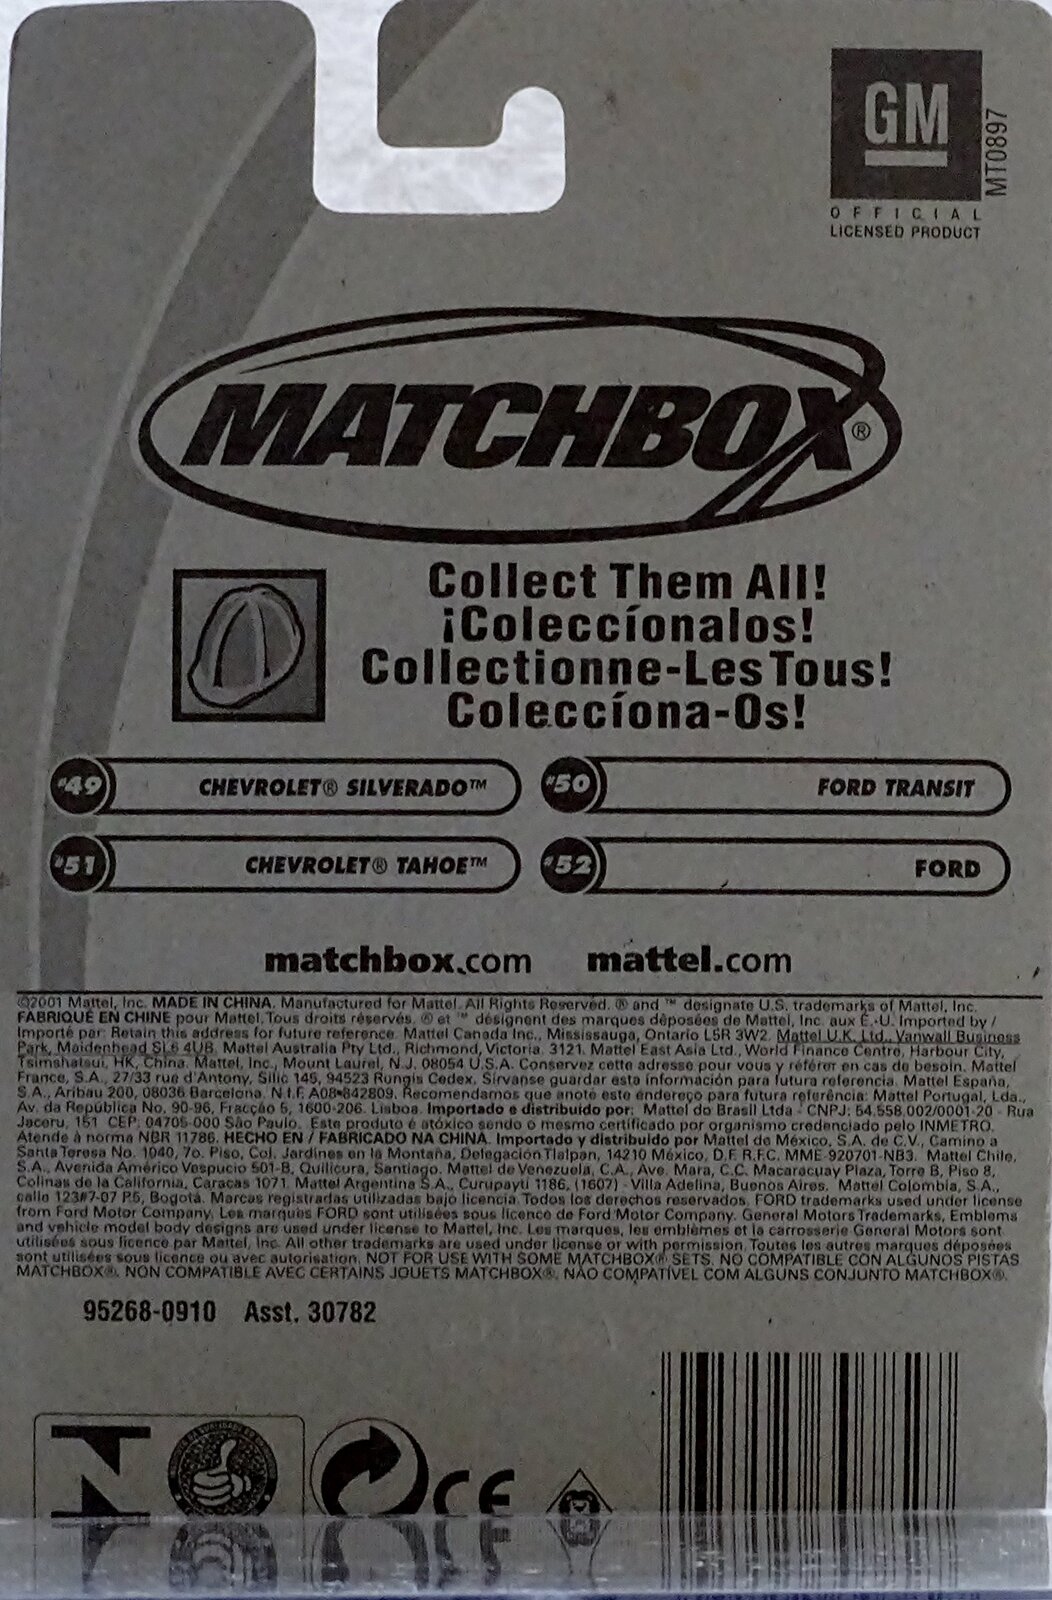 GM
MT0897
OFFICIAL
LICENSED PRODUCT
MATCHBOX®
Collect Them All!
¡Coleccíonalos!
Collectionne-Les Tous!
Coleccíona-Os!
#49 CHEVROLET® SILVERADO™
#50 FORD TRANSIT
#51 CHEVROLET® TAHOE™
#52 FORD
matchbox.com mattel.com
©2001 Mattel, Inc. MADE IN CHINA. Manufactured for Mattel. All Rights Reserved. ® and ™ designate U.S. trademarks of Mattel, Inc.
FABRIQUÉ EN CHINE pour Mattel. Tous droits réservés. ® et ™ désignent des marques déposées de Mattel, Inc. aux É.-U. Imported by /
Importé par: Retain this address for future reference. Mattel Canada Inc., Mississauga, Ontario L5R 3W2. Mattel U.K. Ltd., Vanwall Business
Park, Maidenhead SL6 4UB. Mattel Australia Pty Ltd., Richmond, Victoria. 3121. Mattel East Asia Ltd., World Finance Centre, Harbour City,
Tsimshatsui, HK, China. Mattel, Inc., Mount Laurel, N.J. 08054 U.S.A. Conservez cette adresse pour vous y référer en cas de besoin. Mattel
France, S.A., 27/33 rue d'Antony, Silic 145, 94523 Rungis Cedex. Sírvanse guardar esta información para futura referencia. Mattel España,
S.A., Aribau 200, 08036 Barcelona. N.I.F. A08-842809. Recomendamos que anote este endereço para futura referência: Mattel Portugal, Lda.,
Av. da República No. 90-96, Fracção 5, 1600-206. Lisboa. Importado e distribuído por: Mattel do Brasil Ltda - CNPJ: 54.558.002/0001-20 - Rua
Jaceru, 151 CEP: 04705-000 São Paulo. Este produto é atóxico sendo o mesmo certificado por organismo credenciado pelo INMETRO.
Atende à norma NBR 11786. HECHO EN / FABRICADO NA CHINA. Importado y distribuido por Mattel de México, S.A. de C.V., Camino a
Santa Teresa No. 1040, 7o. Piso, Col. Jardines en la Montaña, Delegación Tlalpan, 14210 México, D.F. R.F.C. MME-920701-NB3. Mattel Chile,
S.A., Avenida Américo Vespucio 501-B, Quilicura, Santiago. Mattel de Venezuela, C.A., Ave. Mara, C.C. Macaracuay Plaza, Torre B, Piso 8,
Colinas de la California, Caracas 1071. Mattel Argentina S.A., Curupaytí 1186, (1607) - Villa Adelina, Buenos Aires. Mattel Colombia, S.A.,
calle 123#7-07 P.5, Bogotá. Marcas registradas utilizadas bajo licencia. Todos los derechos reservados. FORD trademarks used under license
from Ford Motor Company. Les marques FORD sont utilisées sous licence de Ford Motor Company. General Motors Trademarks, Emblems
and vehicle model body designs are used under license to Mattel, Inc. Les marques, les emblèmes et la carrosserie General Motors sont
utilisées sous licence par Mattel, Inc. All other trademarks are used under license or with permission. Toutes les autres marques déposées
sont utilisées sous licence ou avec autorisation. NOT FOR USE WITH SOME MATCHBOX® SETS. NO COMPATIBLE CON ALGUNOS PISTAS
MATCHBOX®. NON COMPATIBLE AVEC CERTAINS JOUETS MATCHBOX®. NÃO COMPATÍVEL COM ALGUNS CONJUNTO MATCHBOX®.
95268-0910 Asst. 30782
CE